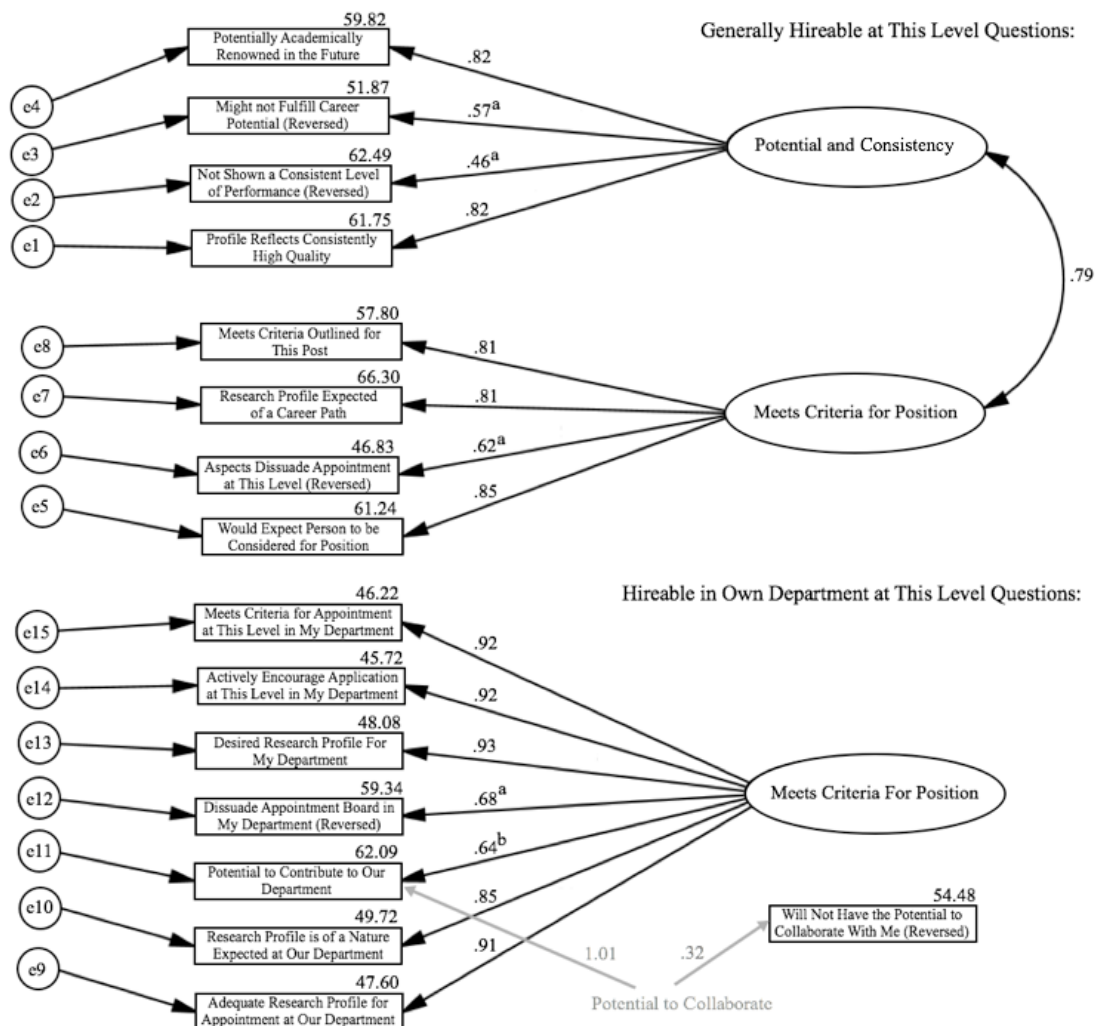 Generally Hireable at This Level Questions:
59.82
Potentially Academically
Renowned in the Future
.82
e4
51.87
Might not Fulfill Career
Potential (Reversed)
.57a
e3
62.49
Not Shown a Consistent Level
of Performance (Reversed)
.46a
e2
61.75
Profile Reflects Consistently
High Quality
.82
e1
Potential and Consistency
.79
57.80
Meets Criteria Outlined for
This Post
.81
e8
66.30
Research Profile Expected
of a Career Path
.81
e7
46.83
Aspects Dissuade Appointment
at This Level (Reversed)
.62a
e6
61.24
Would Expect Person to be
Considered for Position
.85
e5
Meets Criteria for Position
Hireable in Own Department at This Level Questions:
46.22
Meets Criteria for Appointment
at This Level in My Department
.92
e15
45.72
Actively Encourage Application
at This Level in My Department
.92
e14
48.08
Desired Research Profile For
My Department
.93
e13
59.34
Dissuade Appointment Board in
My Department (Reversed)
.68a
e12
62.09
Potential to Contribute to Our
Department
.64b
e11
49.72
Research Profile is of a Nature
Expected at Our Department
.85
e10
47.60
Adequate Research Profile for
Appointment at Our Department
.91
e9
Meets Criteria For Position
54.48
Will Not Have the Potential to
Collaborate With Me (Reversed)
1.01
.32
Potential to Collaborate